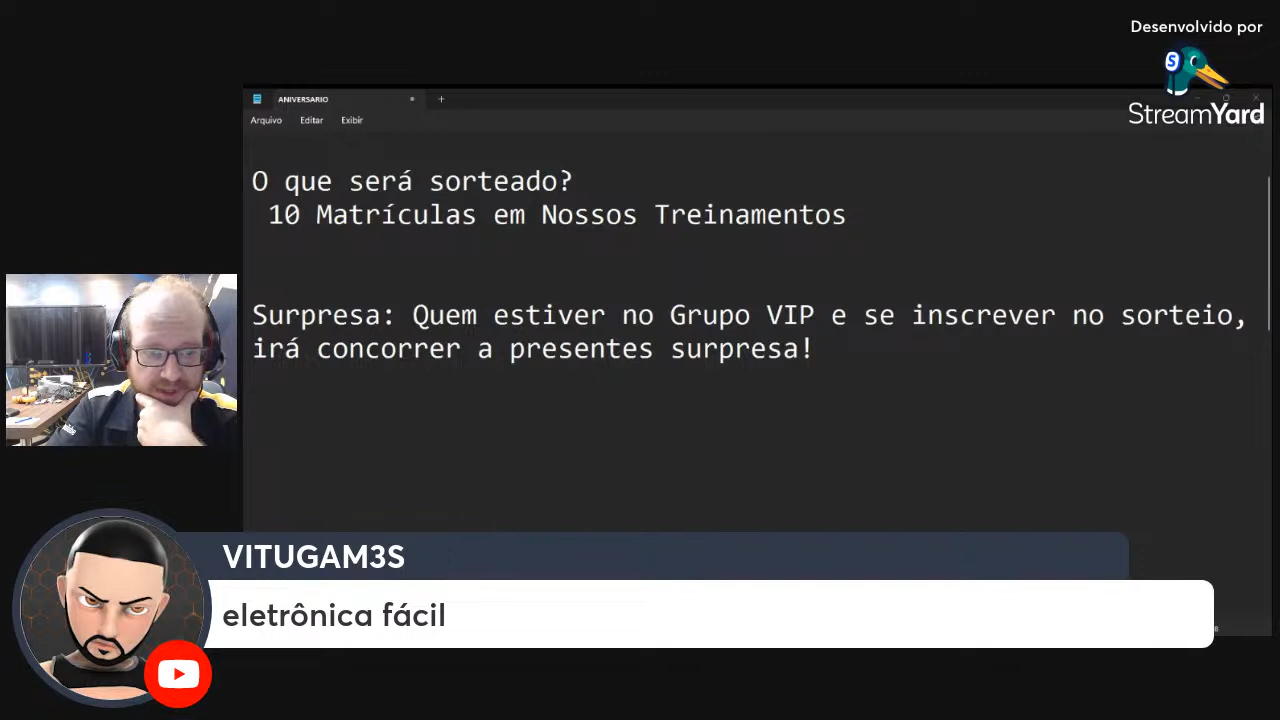 Desenvolvido por
StreamYard
ANIVERSARIO
Arquivo Editar Exibir
O que será sorteado?
10 Matrículas em Nossos Treinamentos
Surpresa: Quem estiver no Grupo VIP e se inscrever no sorteio,
irá concorrer a presentes surpresa!
VITUGAM3S
eletrônica fácil